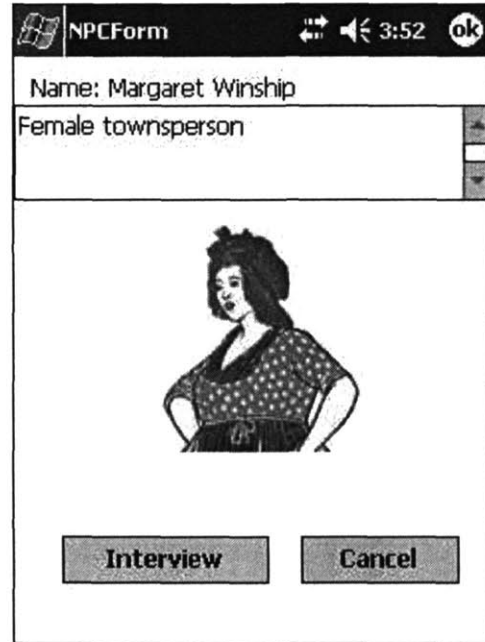 NPCForm 3:52 ok
Name: Margaret Winship
Female townsperson
Interview Cancel